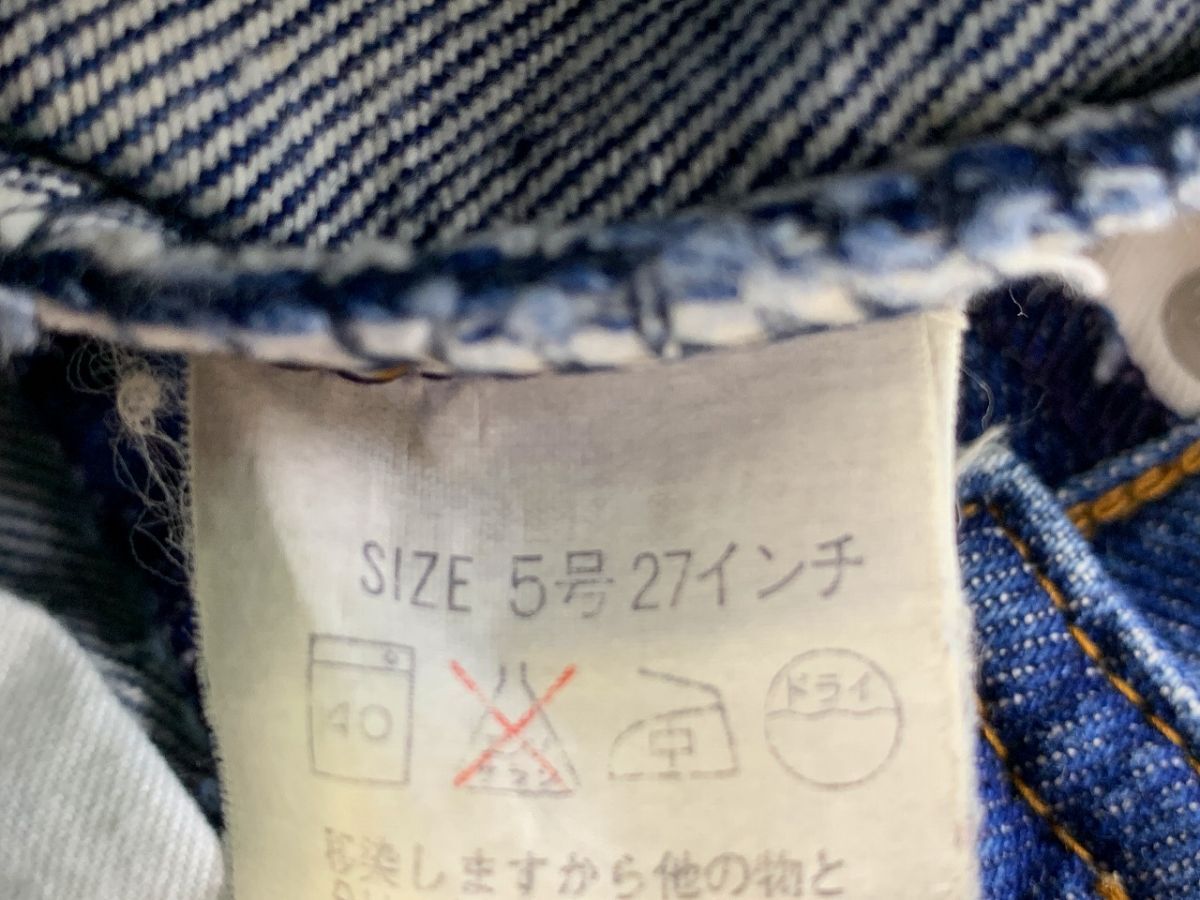 SIZE 5号 27インチ
40 中 ドライ
移染しますから他の物と